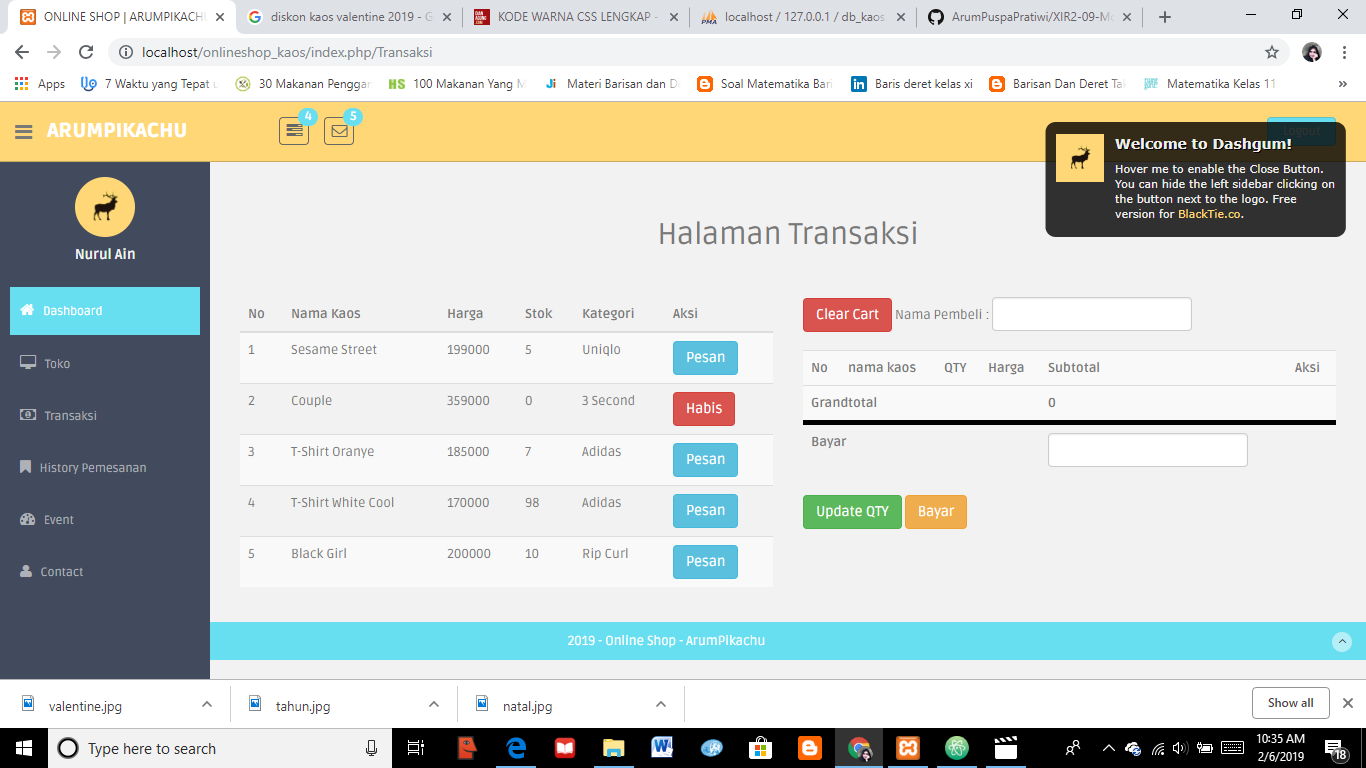 ONLINE SHOP | ARUMPIKACHU
diskon kaos valentine 2019 - G
KODE WARNA CSS LENGKAP -
localhost / 127.0.0.1 / db_kaos
ArumPuspaPratiwi/XIR2-09-Mo
localhost/onlineshop_kaos/index.php/Transaksi
Apps
7 Waktu yang Tepat u
30 Makanan Penggan
HS 100 Makanan Yang M
Ji Materi Barisan dan D
Soal Matematika Bari
in Baris deret kelas xi
Barisan Dan Deret Tak
Matematika Kelas 11
ARUMPIKACHU
4
5
Logout
Welcome to Dashgum!
Hover me to enable the Close Button.
You can hide the left sidebar clicking on
the button next to the logo. Free
version for BlackTie.co.
Nurul Ain
Dashboard
Toko
Transaksi
History Pemesanan
Event
Contact
Halaman Transaksi
No Nama Kaos Harga Stok Kategori Aksi
1 Sesame Street 199000 5 Uniqlo Pesan
2 Couple 359000 0 3 Second Habis
3 T-Shirt Oranye 185000 7 Adidas Pesan
4 T-Shirt White Cool 170000 98 Adidas Pesan
5 Black Girl 200000 10 Rip Curl Pesan
Clear Cart Nama Pembeli :
No nama kaos QTY Harga Subtotal Aksi
Grandtotal 0
Bayar
Update QTY Bayar
2019 - Online Shop - ArumPikachu
valentine.jpg
tahun.jpg
natal.jpg
Show all
Type here to search
10:35 AM
2/6/2019
18